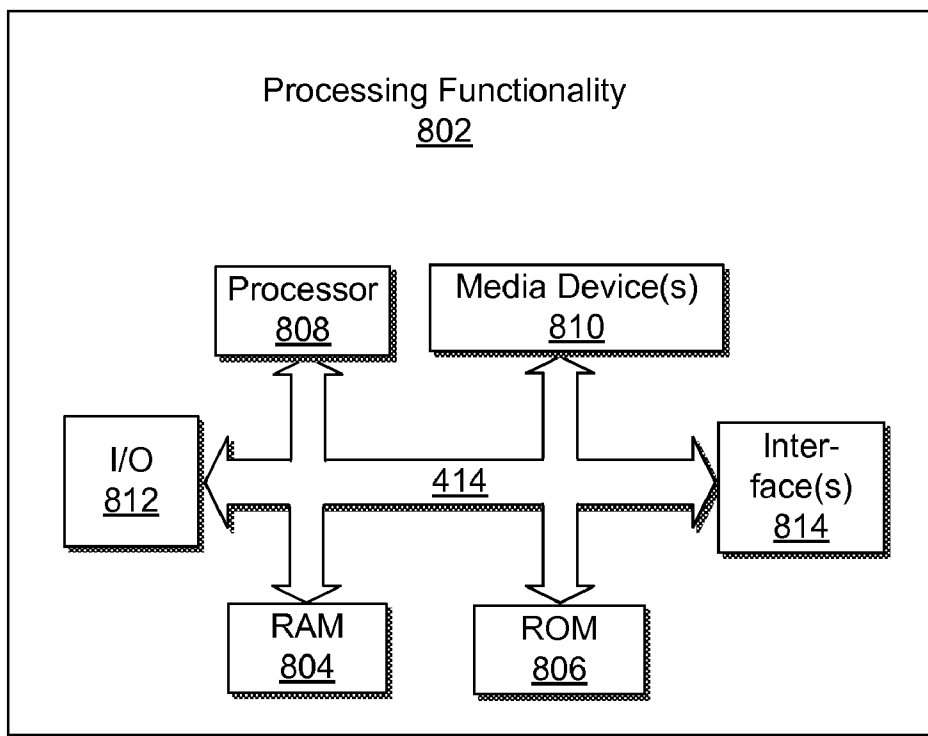 Processing Functionality
802
Processor
808
Media Device(s)
810
I/O
812
414
Inter-
face(s)
814
RAM
804
ROM
806